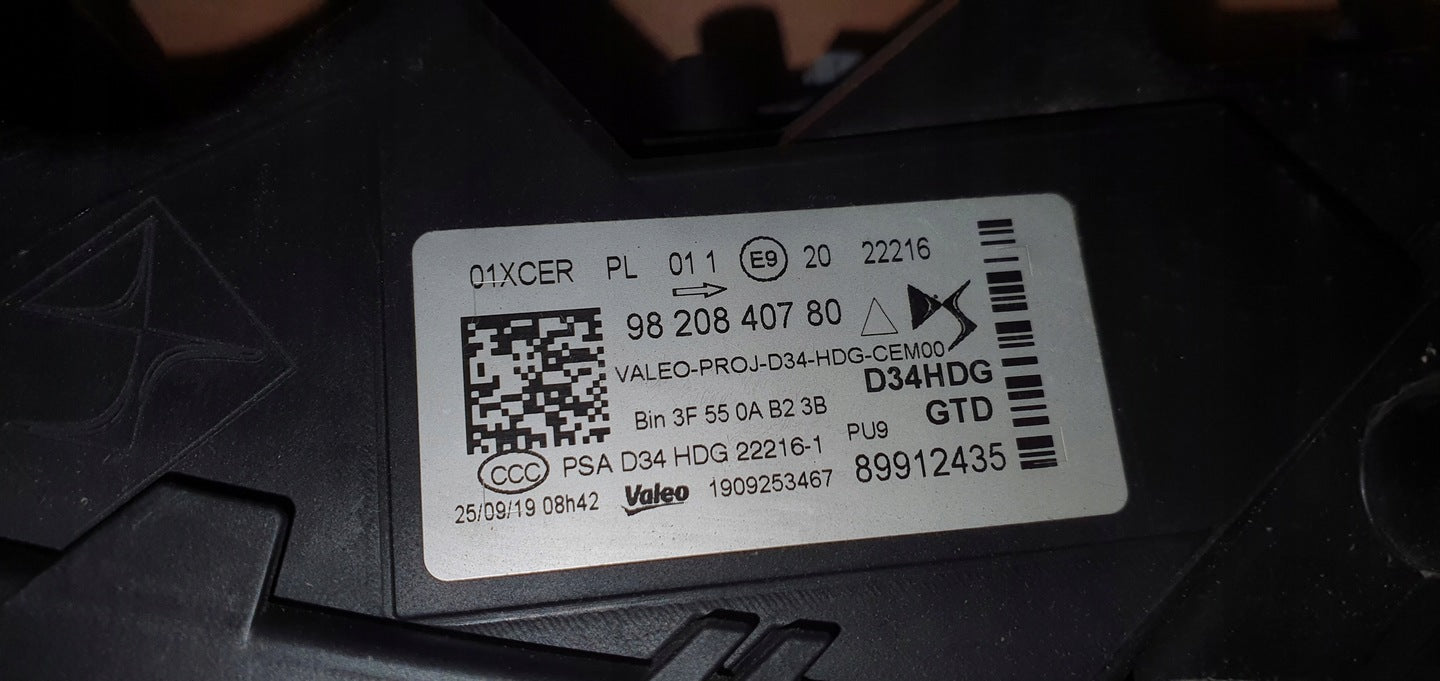 01XCER PL 01 1 E9 20 22216
98 208 407 80 DS
VALEO-PROJ-D34-HDG-CEM00
D34HDG
Bin 3F 55 0A B2 3B GTD
CCC PSA D34 HDG 22216-1 PU9
25/09/19 08h42 Valeo 1909253467 89912435